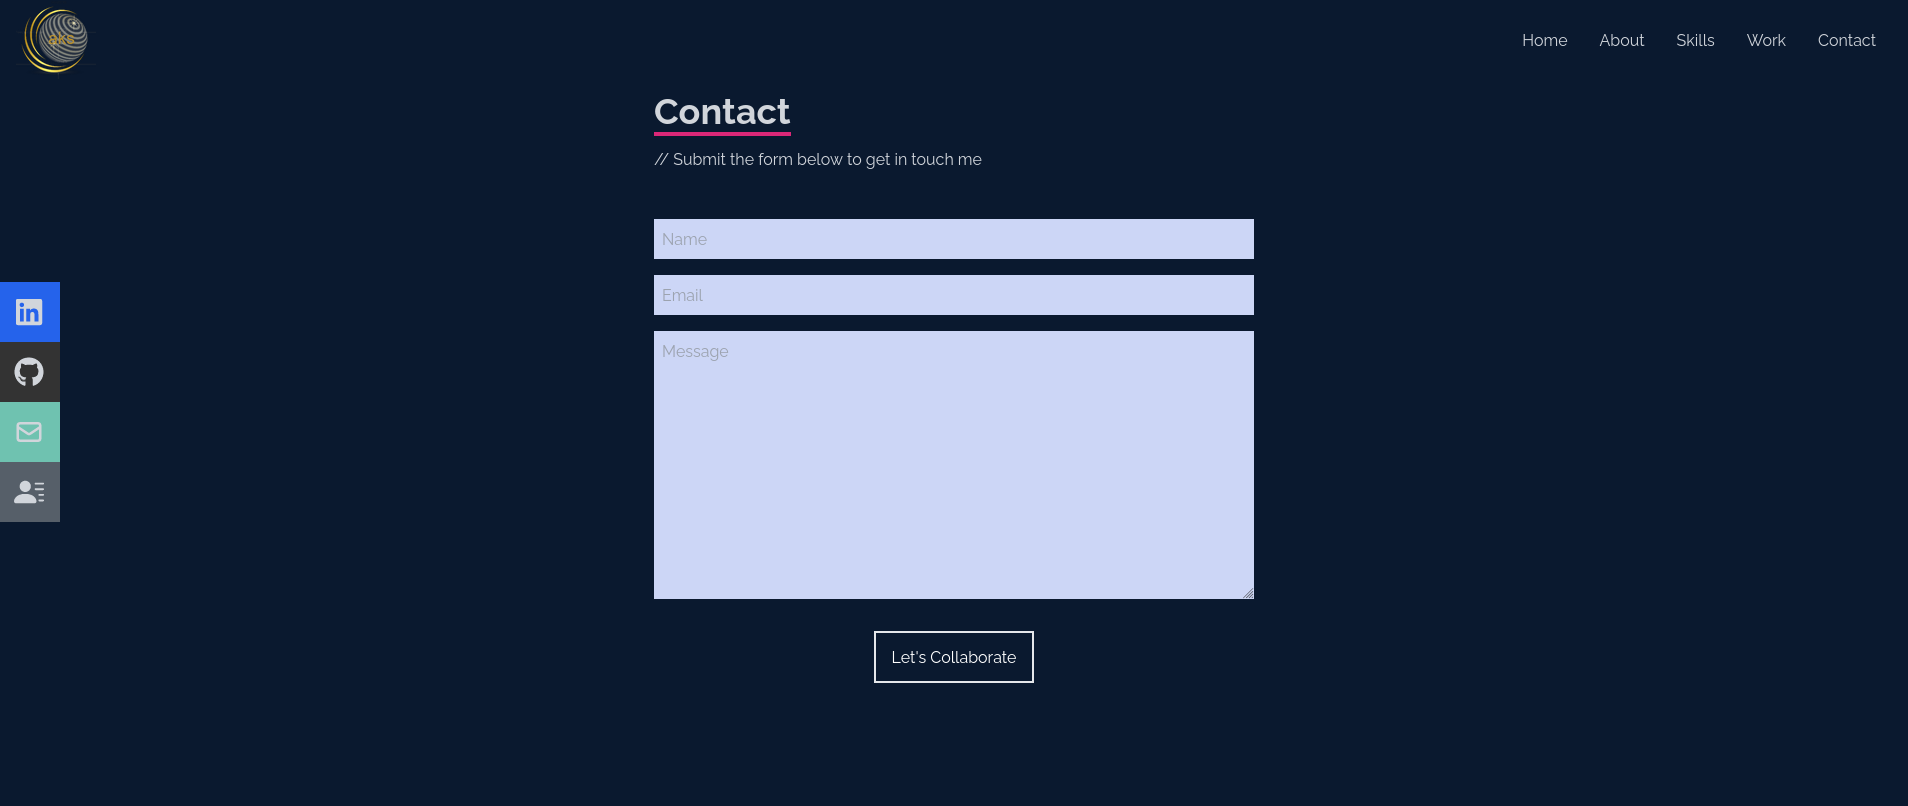 aks
Home About Skills Work Contact
Contact
// Submit the form below to get in touch me
Name
Email
in
Message
Let's Collaborate